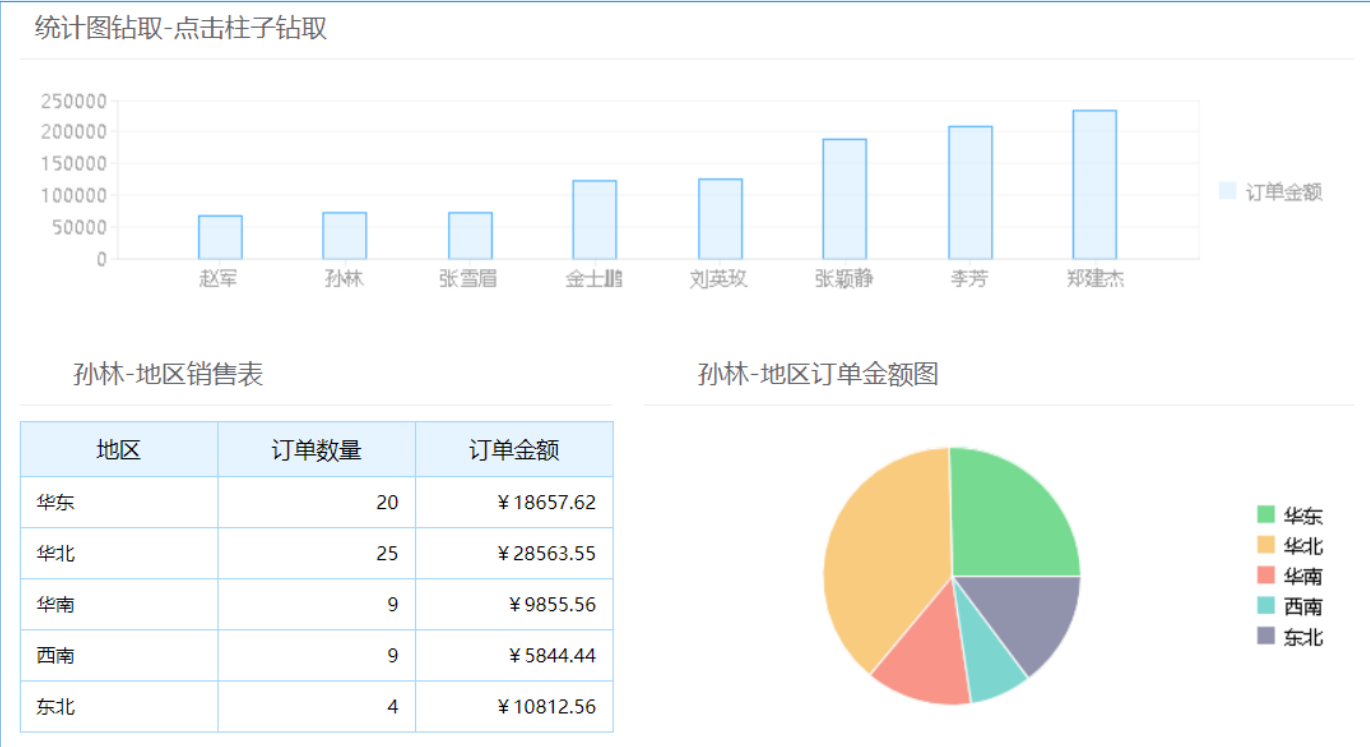 统计图钻取-点击柱子钻取
250000
200000
150000
100000
50000
0
赵军 孙林 张雪眉 金士鹏 刘英玫 张颖静 李芳 郑建杰
订单金额
孙林-地区销售表
地区 订单数量 订单金额
华东 20 ¥18657.62
华北 25 ¥28563.55
华南 9 ¥9855.56
西南 9 ¥5844.44
东北 4 ¥10812.56
孙林-地区订单金额图
华东
华北
华南
西南
东北